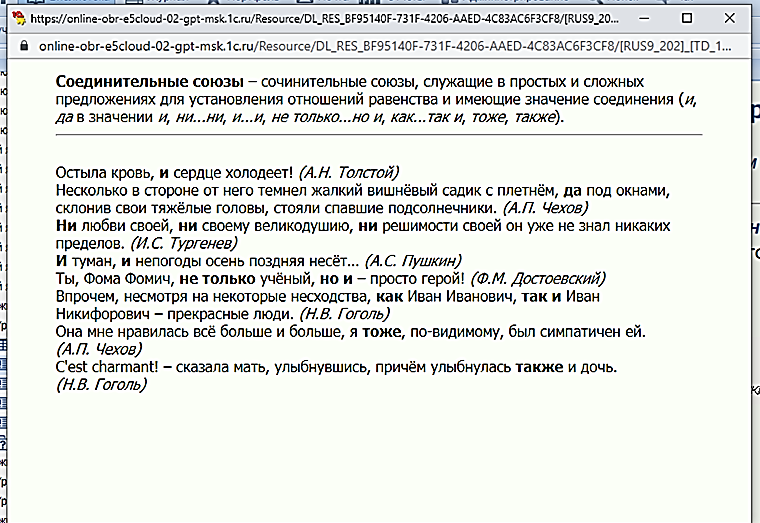 https://online-obr-e5cloud-02-gpt-msk.1c.ru/Resource/DL_RES_BF95140F-731F-4206-AAED-4C83AC6F3CF8/[RUS9_20...
online-obr-e5cloud-02-gpt-msk.1c.ru/Resource/DL_RES_BF95140F-731F-4206-AAED-4C83AC6F3CF8/[RUS9_202]_[TD_1...
Соединительные союзы – сочинительные союзы, служащие в простых и сложных
предложениях для установления отношений равенства и имеющие значение соединения (и,
да в значении и, ни...ни, и...и, не только...но и, как...так и, тоже, также).
Остыла кровь, и сердце холодеет! (А.Н. Толстой)
Несколько в стороне от него темнел жалкий вишнёвый садик с плетнём, да под окнами,
склонив свои тяжёлые головы, стояли спавшие подсолнечники. (А.П. Чехов)
Ни любви своей, ни своему великодушию, ни решимости своей он уже не знал никаких
пределов. (И.С. Тургенев)
И туман, и непогоды осень поздняя несёт... (А.С. Пушкин)
Ты, Фома Фомич, не только учёный, но и – просто герой! (Ф.М. Достоевский)
Впрочем, несмотря на некоторые несходства, как Иван Иванович, так и Иван
Никифорович – прекрасные люди. (Н.В. Гоголь)
Она мне нравилась всё больше и больше, я тоже, по-видимому, был симпатичен ей.
(А.П. Чехов)
C'est charmant! – сказала мать, улыбнувшись, причём улыбнулась также и дочь.
(Н.В. Гоголь)